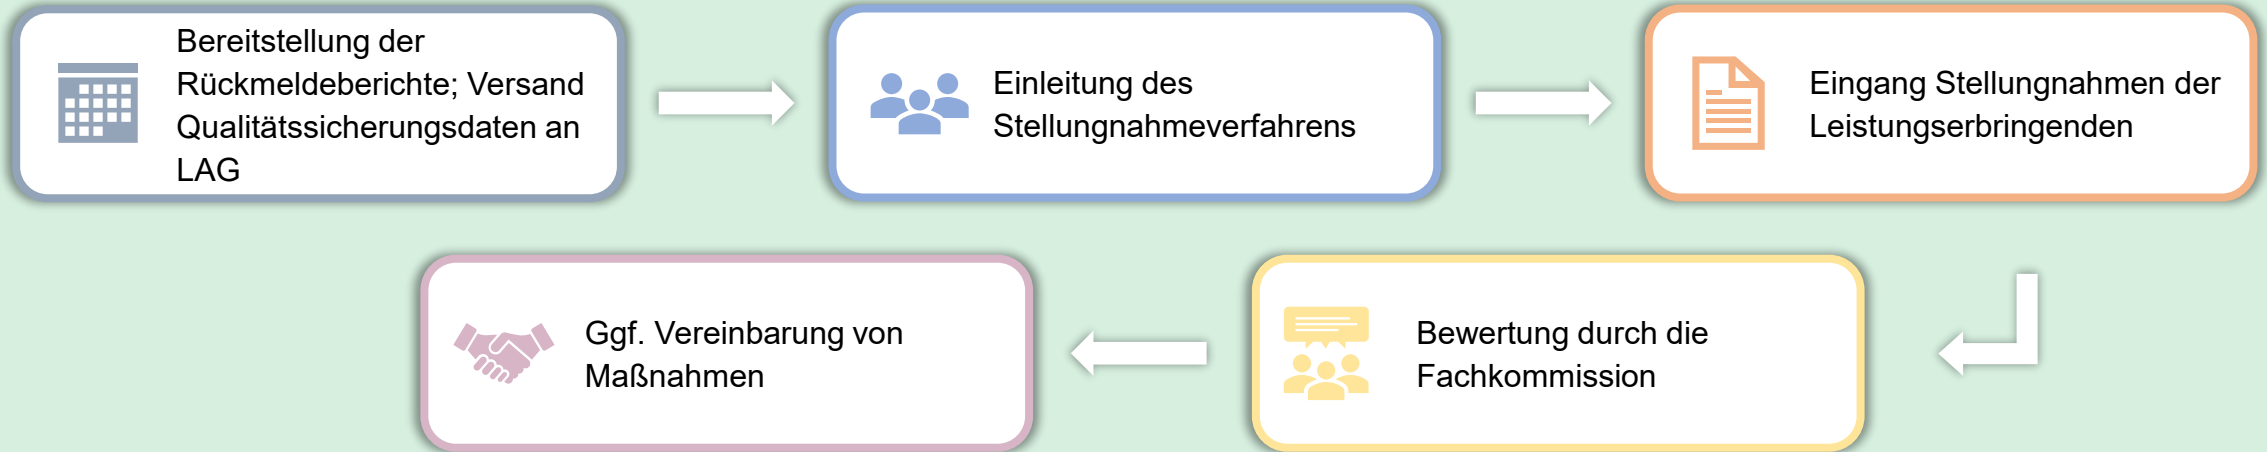 Bereitstellung der
Rückmeldeberichte; Versand
Qualitätssicherungsdaten an
LAG
Einleitung des
Stellungnahmeverfahrens
Eingang Stellungnahmen der
Leistungserbringenden
Bewertung durch die
Fachkommission
Ggf. Vereinbarung von
Maßnahmen